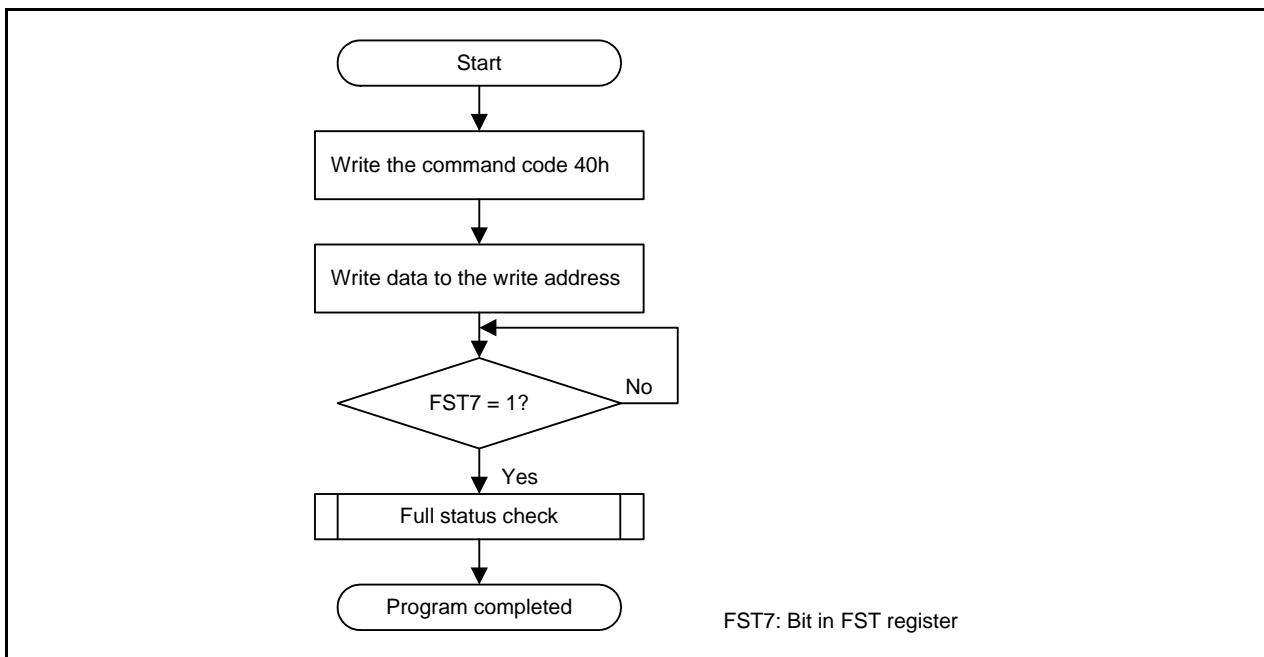 Start
Write the command code 40h
Write data to the write address
FST7 = 1?
No
Yes
Full status check
Program completed
FST7: Bit in FST register